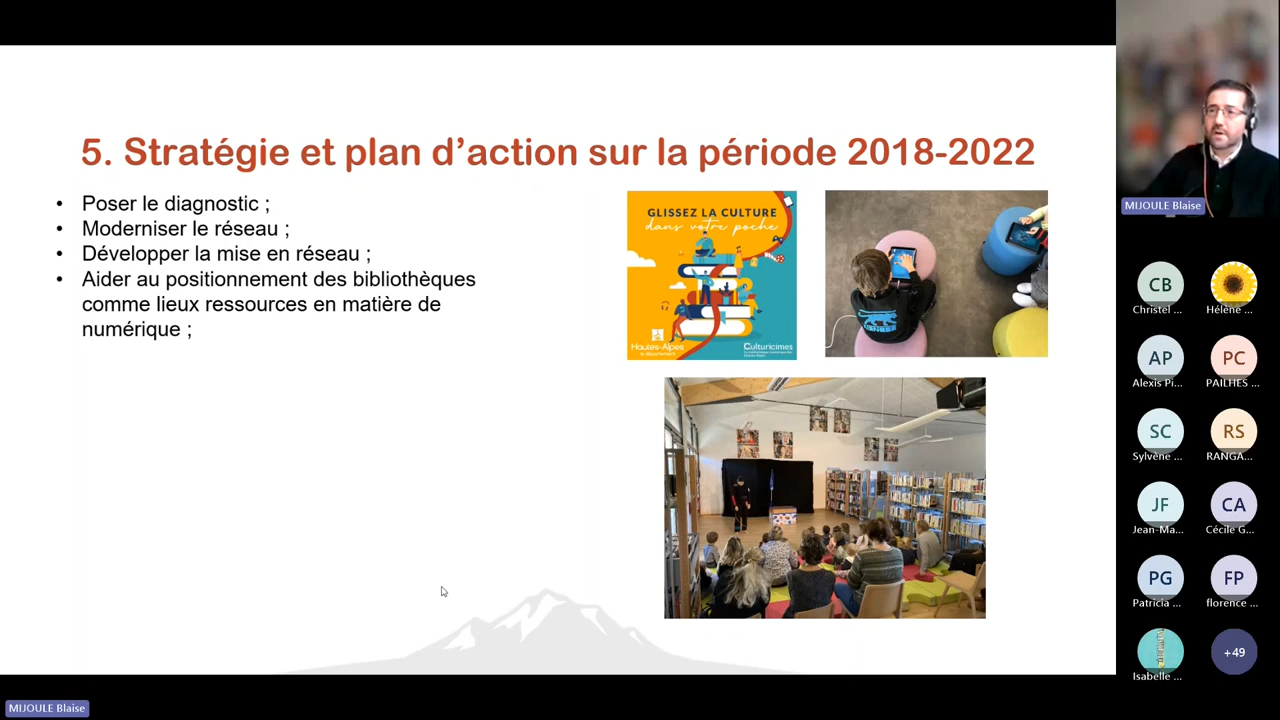 5. Stratégie et plan d’action sur la période 2018-2022
• Poser le diagnostic ;
• Moderniser le réseau ;
• Développer la mise en réseau ;
• Aider au positionnement des bibliothèques
comme lieux ressources en matière de
numérique ;
GLISSEZ LA CULTURE
dans votre poche
Hautes-Alpes
le département
Culturicimes
MIJOULE Blaise
CB
Christel ...
Hélène ...
AP
Alexis Pi...
PC
PAILHES ...
SC
Sylvène ...
RS
RANGA...
JF
Jean-Ma...
CA
Cécile G...
PG
Patricia ...
FP
florence ...
Isabelle ...
+49
MIJOULE Blaise